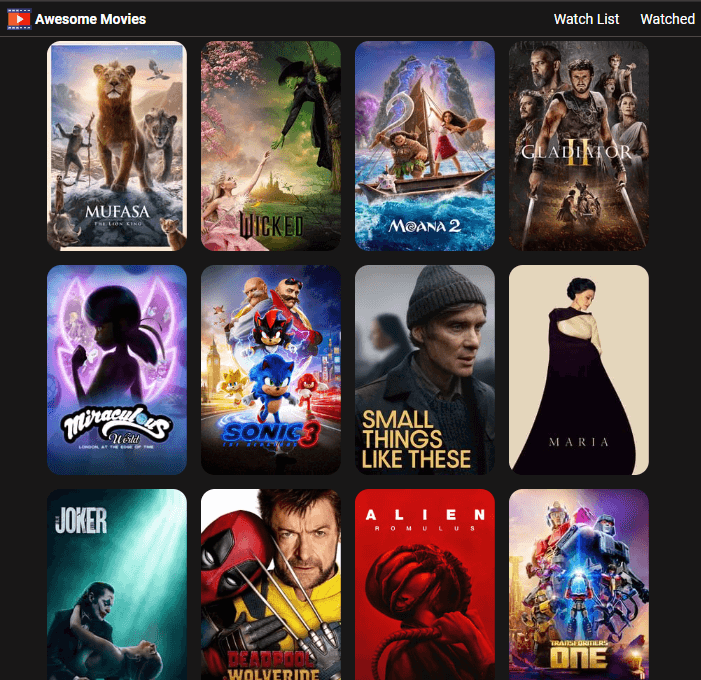 Awesome Movies
Watch List
Watched
MUFASA
THE LION KING
WICKED
MOANA 2
GLADIATOR
II
Miraculous
World
LONDON, AT THE EDGE OF TIME
SONIC 3
THE HEDGEHOG
SMALL
THINGS
LIKE THESE
MARIA
JOKER
DEADPOOL
WOLVERINE
ALIEN
ROMULUS
TRANSFORMERS
ONE